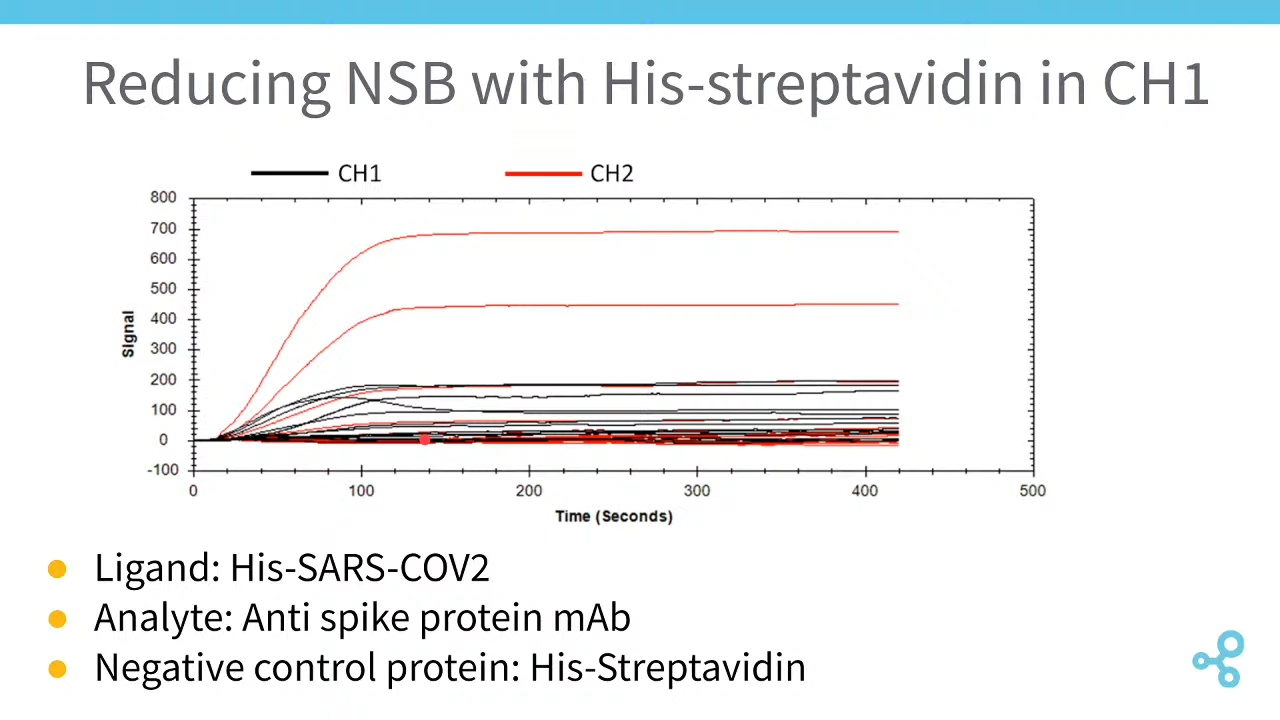 Reducing NSB with His-streptavidin in CH1
CH1 CH2
800
700
600
500
400
300
200
100
0
-100
Signal
0 100 200 300 400 500
Time (Seconds)
Ligand: His-SARS-COV2
Analyte: Anti spike protein mAb
Negative control protein: His-Streptavidin